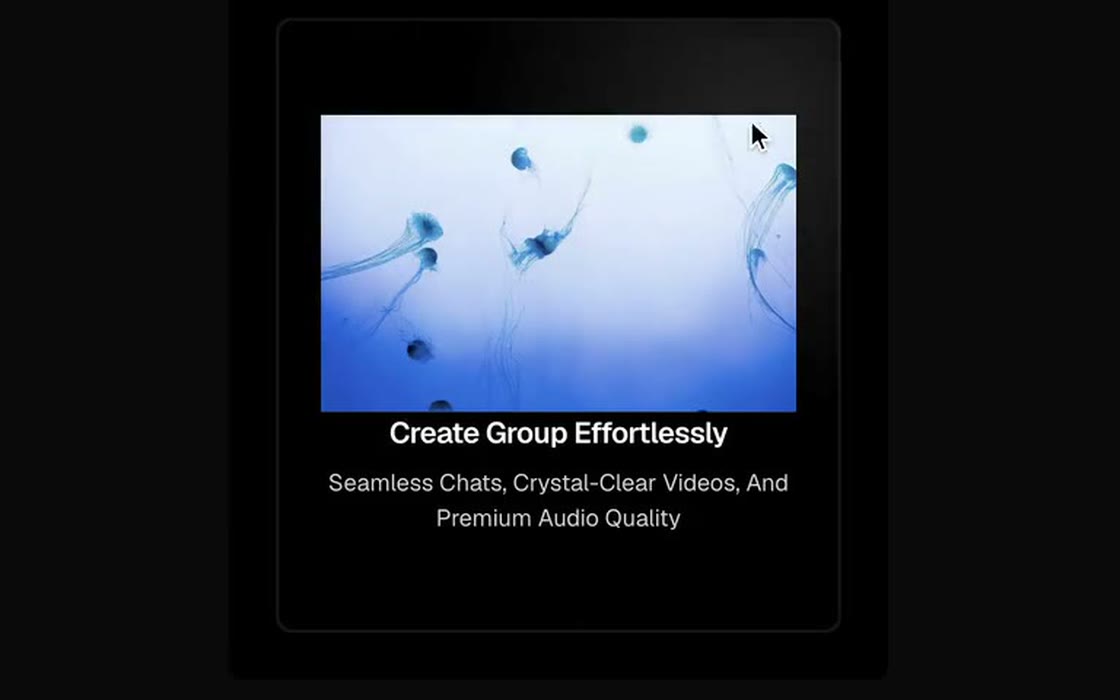 Create Group Effortlessly
Seamless Chats, Crystal-Clear Videos, And
Premium Audio Quality